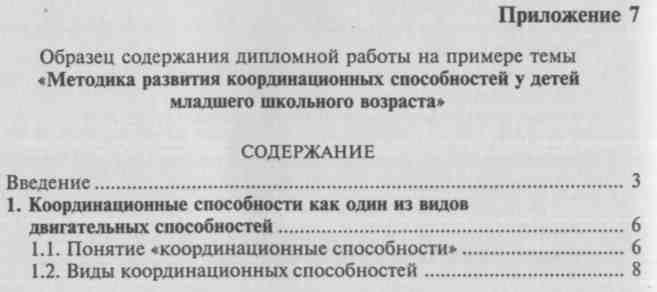 Приложение 7
Образец содержания дипломной работы на примере темы
«Методика развития координационных способностей у детей
младшего школьного возраста»
СОДЕРЖАНИЕ
Введение ........................................................................................ 3
1. Координационные способности как один из видов
двигательных способностей ......................................................... 6
1.1. Понятие «координационные способности» ........................... 6
1.2. Виды координационных способностей ................................. 8